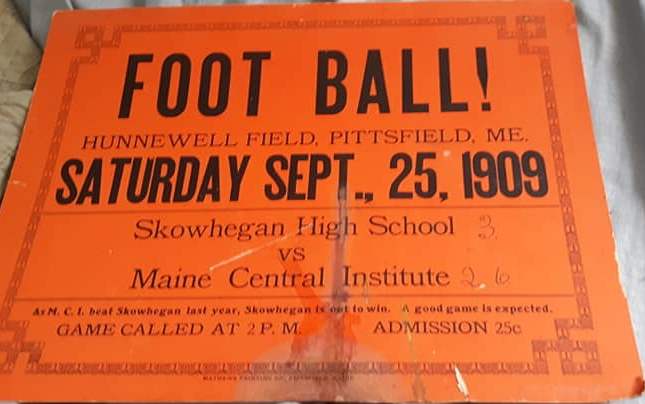 FOOT BALL!
HUNNEWELL FIELD, PITTSFIELD, ME.
SATURDAY SEPT., 25, 1909
Skowhegan High School 3
vs
Maine Central Institute 26
As M. C. I. beat Skowhegan last year, Skowhegan is out to win. A good game is expected.
GAME CALLED AT 2 P. M. ADMISSION 25c